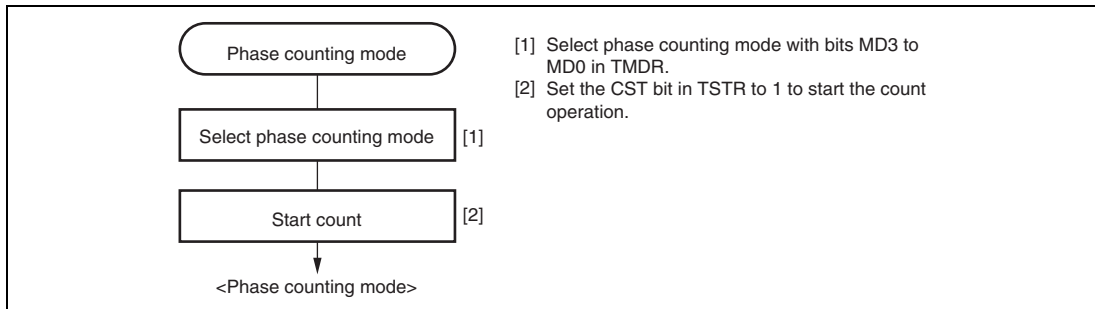 Phase counting mode
Select phase counting mode [1]
Start count [2]
<Phase counting mode>
[1] Select phase counting mode with bits MD3 to
MD0 in TMDR.
[2] Set the CST bit in TSTR to 1 to start the count
operation.